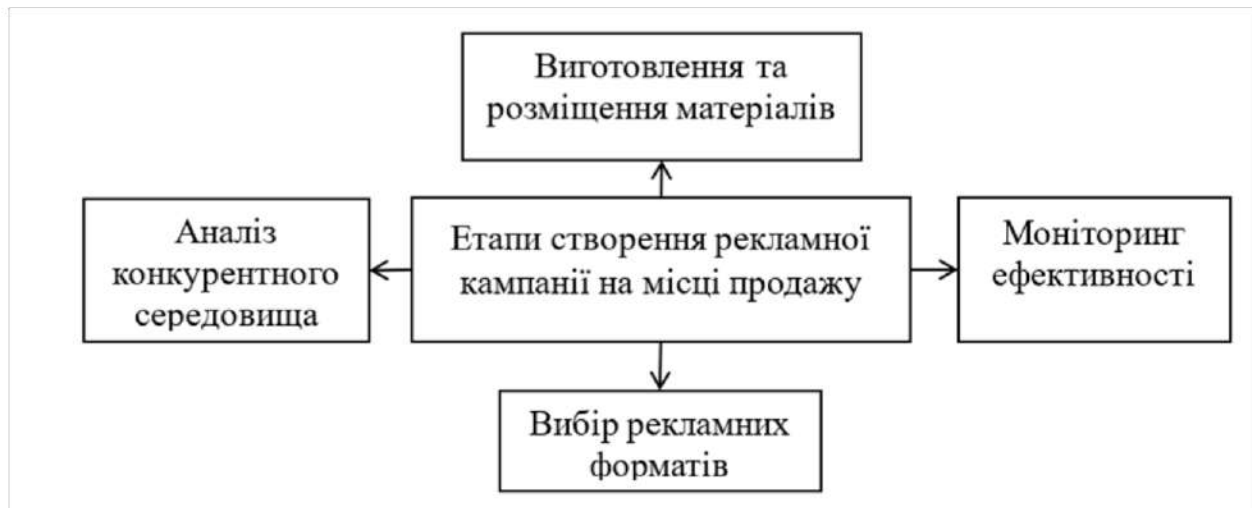 Виготовлення та
розміщення матеріалів
Аналіз
конкурентного
середовища
Етапи створення рекламної
кампанії на місці продажу
Моніторинг
ефективності
Вибір рекламних
форматів